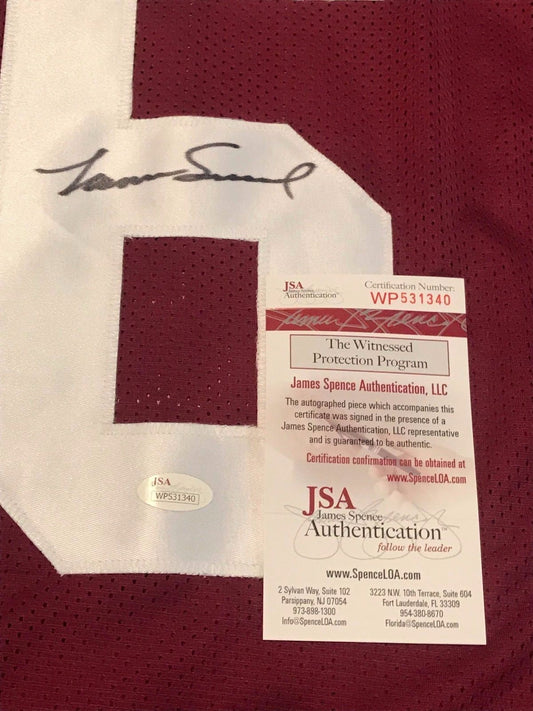 6
JSA
Authentication
Certification Number:
WP531340
The Witnessed
Protection Program
James Spence Authentication, LLC
The autographed piece which accompanies this
certificate was signed in the presence of a
James Spence Authentication, LLC representative
and is guaranteed to be authentic.
Certification confirmation can be obtained at
www.SpenceLOA.com
JSA
James Spence
Authentication
follow the leader
www.SpenceLOA.com
2 Sylvan Way, Suite 102
Parsippany, NJ 07054
973-898-1300
Info@SpenceLOA.com
3223 N.W. 10th Terrace, Suite 604
Fort Lauderdale, FL 33309
954-380-8670
Florida@SpenceLOA.com
JSA
WP531340